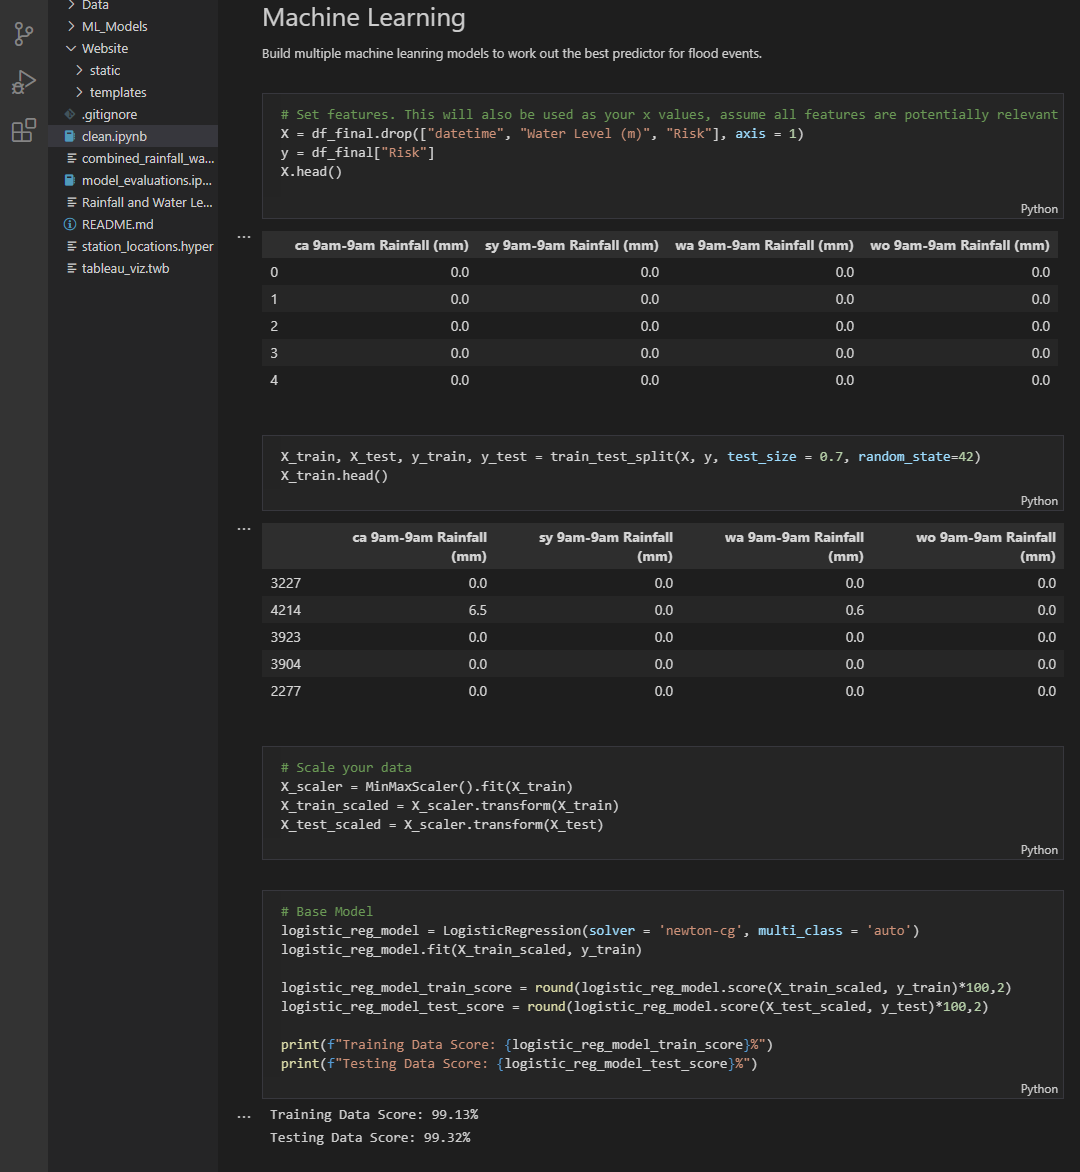 Data
ML_Models
Website
static
templates
.gitignore
clean.ipynb
combined_rainfall_wa...
model_evaluations.ip...
Rainfall and Water Le...
README.md
station_locations.hyper
tableau_viz.twb
Machine Learning
Build multiple machine leanring models to work out the best predictor for flood events.
# Set features. This will also be used as your x values, assume all features are potentially relevant
X = df_final.drop(["datetime", "Water Level (m)", "Risk"], axis = 1)
y = df_final["Risk"]
X.head()
Python
...
ca 9am-9am Rainfall (mm) sy 9am-9am Rainfall (mm) wa 9am-9am Rainfall (mm) wo 9am-9am Rainfall (mm)
0 0.0 0.0 0.0 0.0
1 0.0 0.0 0.0 0.0
2 0.0 0.0 0.0 0.0
3 0.0 0.0 0.0 0.0
4 0.0 0.0 0.0 0.0
X_train, X_test, y_train, y_test = train_test_split(X, y, test_size = 0.7, random_state=42)
X_train.head()
Python
...
ca 9am-9am Rainfall sy 9am-9am Rainfall wa 9am-9am Rainfall wo 9am-9am Rainfall
(mm) (mm) (mm) (mm)
3227 0.0 0.0 0.0 0.0
4214 6.5 0.0 0.6 0.0
3923 0.0 0.0 0.0 0.0
3904 0.0 0.0 0.0 0.0
2277 0.0 0.0 0.0 0.0
# Scale your data
X_scaler = MinMaxScaler().fit(X_train)
X_train_scaled = X_scaler.transform(X_train)
X_test_scaled = X_scaler.transform(X_test)
Python
# Base Model
logistic_reg_model = LogisticRegression(solver = 'newton-cg', multi_class = 'auto')
logistic_reg_model.fit(X_train_scaled, y_train)
logistic_reg_model_train_score = round(logistic_reg_model.score(X_train_scaled, y_train)*100,2)
logistic_reg_model_test_score = round(logistic_reg_model.score(X_test_scaled, y_test)*100,2)
print(f"Training Data Score: {logistic_reg_model_train_score}%")
print(f"Testing Data Score: {logistic_reg_model_test_score}%")
Python
...
Training Data Score: 99.13%
Testing Data Score: 99.32%